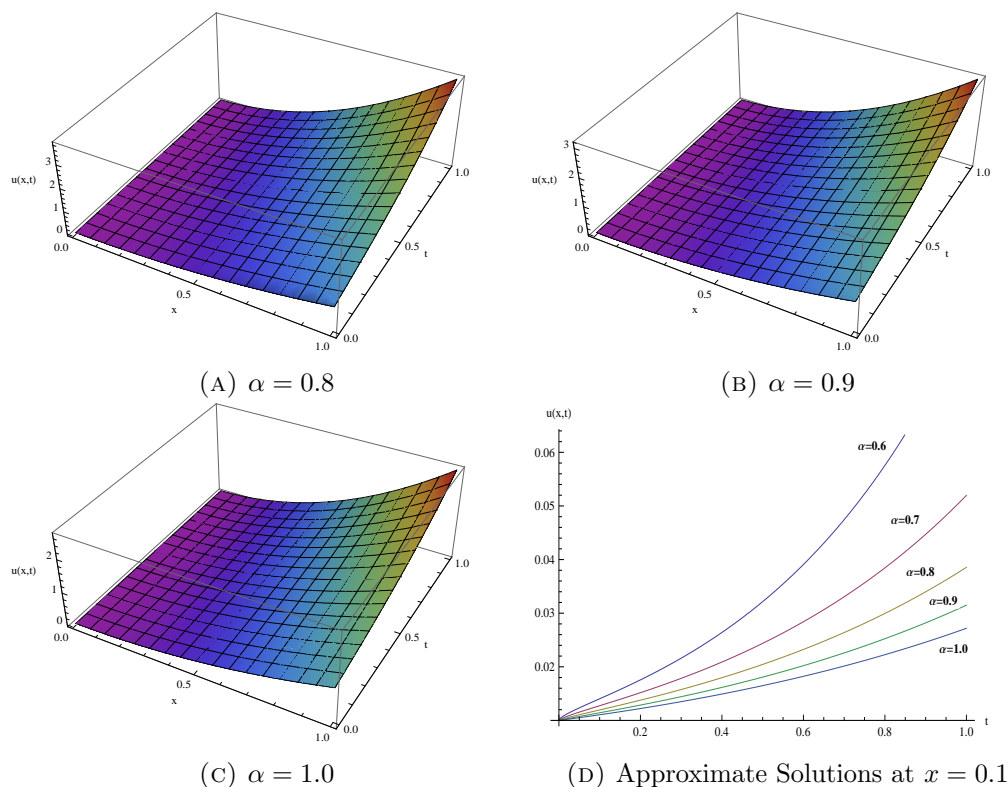 3
2
1
0
u(x,t)
0.0
0.5
x
1.0
0.0
0.5
t
1.0
(A) α = 0.8
3
2
1
0
u(x,t)
0.0
0.5
x
1.0
0.0
0.5
t
1.0
(B) α = 0.9
2
1
0
u(x,t)
0.0
0.5
x
1.0
0.0
0.5
t
1.0
(C) α = 1.0
u(x,t)
0.06
0.05
0.04
0.03
0.02
α=0.6
α=0.7
α=0.8
α=0.9
α=1.0
0.2 0.4 0.6 0.8 1.0 t
(D) Approximate Solutions at x = 0.1